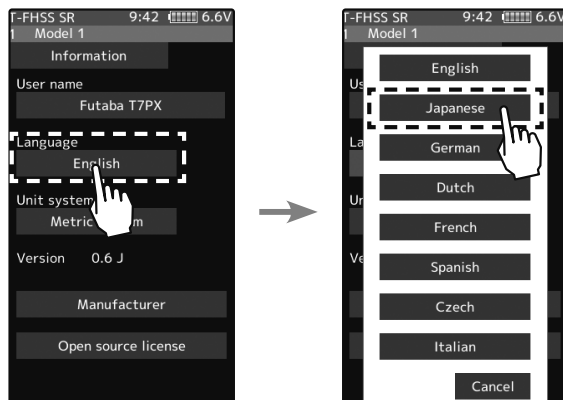 T-FHSS SR 9:42 6.6V
1 Model 1
Information
User name
Futaba T7PX
Language
English
Unit system
Metric m
Version 0.6 J
Manufacturer
Open source license
T-FHSS SR 9:42 6.6V
1 Model 1
English
Japanese
German
Dutch
French
Spanish
Czech
Italian
Cancel